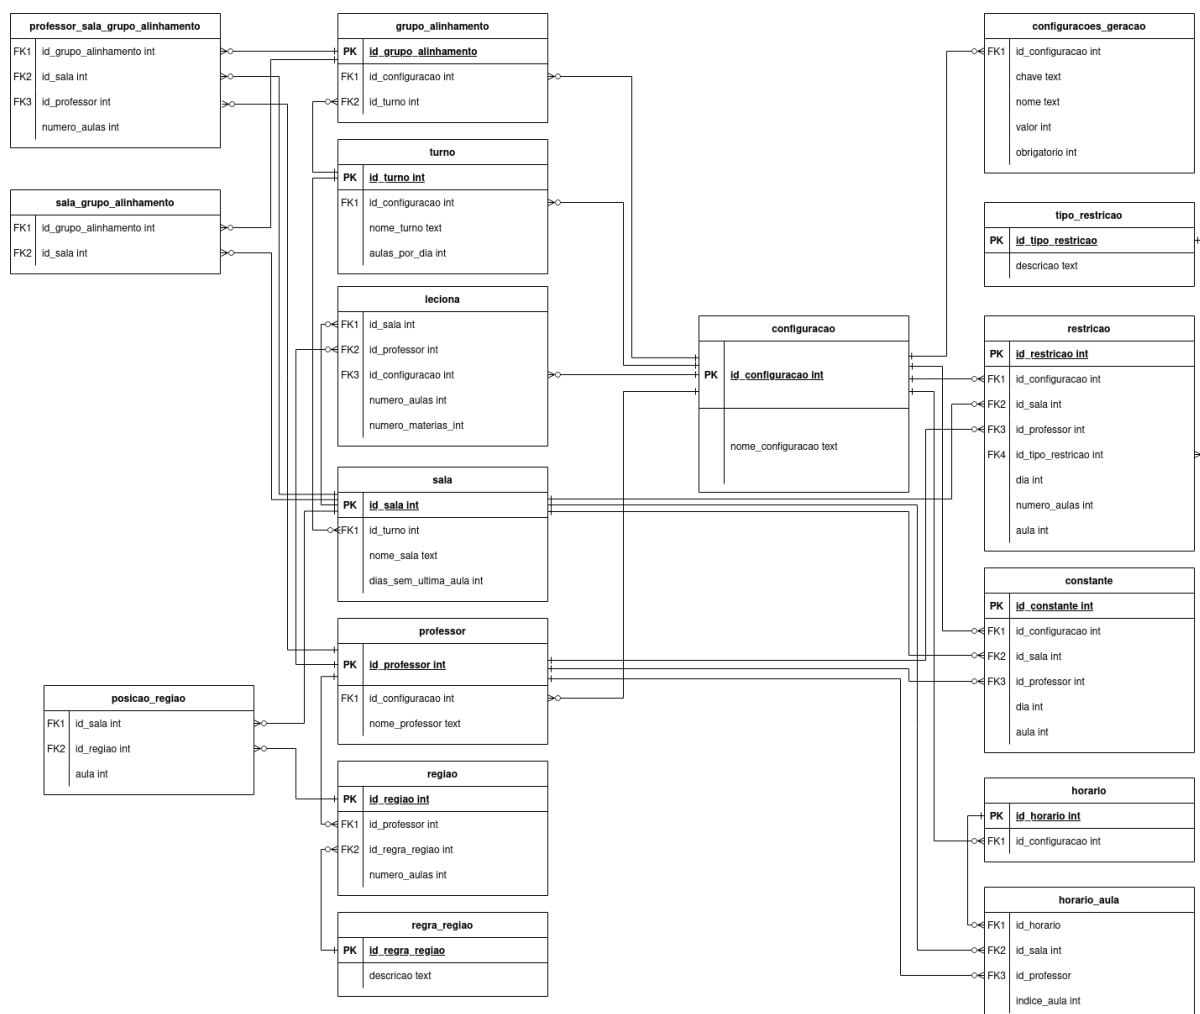 professor_sala_grupo_alinhamento
FK1 id_grupo_alinhamento int
FK2 id_sala int
FK3 id_professor int
numero_aulas int
sala_grupo_alinhamento
FK1 id_grupo_alinhamento int
FK2 id_sala int
posicao_regiao
FK1 id_sala int
FK2 id_regiao int
aula int
grupo_alinhamento
PK id_grupo_alinhamento
FK1 id_configuracao int
FK2 id_turno int
turno
PK id_turno int
FK1 id_configuracao int
nome_turno text
aulas_por_dia int
leciona
FK1 id_sala int
FK2 id_professor int
FK3 id_configuracao int
numero_aulas int
numero_materias_int
sala
PK id_sala int
FK1 id_turno int
nome_sala text
dias_sem_ultima_aula int
professor
PK id_professor int
FK1 id_configuracao int
nome_professor text
regiao
PK id_regiao int
FK1 id_professor int
FK2 id_regra_regiao int
numero_aulas int
regra_regiao
PK id_regra_regiao
descricao text
configuracao
PK id_configuracao int
nome_configuracao text
configuracoes_geracao
FK1 id_configuracao int
chave text
nome text
valor int
obrigatorio int
tipo_restricao
PK id_tipo_restricao
descricao text
restricao
PK id_restricao int
FK1 id_configuracao int
FK2 id_sala int
FK3 id_professor int
FK4 id_tipo_restricao int
dia int
numero_aulas int
aula int
constante
PK id_constante int
FK1 id_configuracao int
FK2 id_sala int
FK3 id_professor int
dia int
aula int
horario
PK id_horario int
FK1 id_configuracao int
horario_aula
FK1 id_horario
FK2 id_sala int
FK3 id_professor
indice_aula int